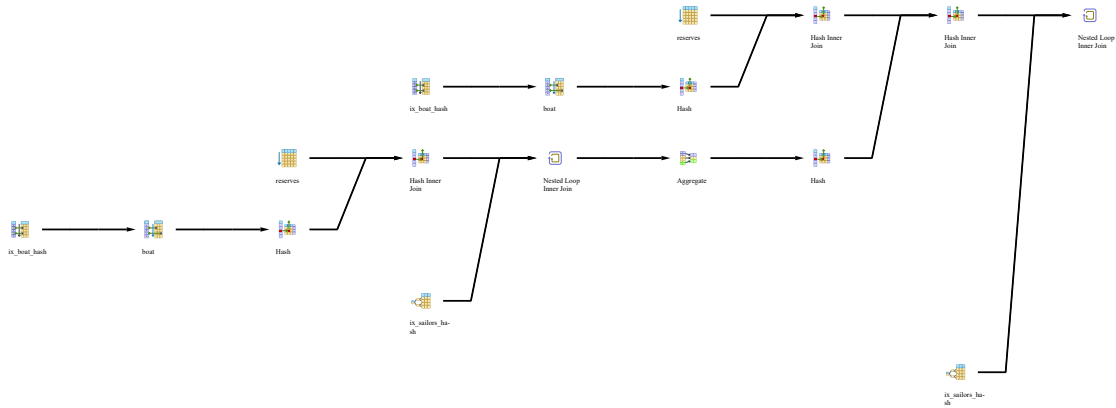 reserves
Hash Inner
Join
Hash Inner
Join
Nested Loop
Inner Join
ix_boat_hash
boat
Hash
reserves
Hash Inner
Join
Nested Loop
Inner Join
Aggregate
Hash
ix_boat_hash
boat
Hash
ix_sailors_ha-
sh
ix_sailors_ha-
sh